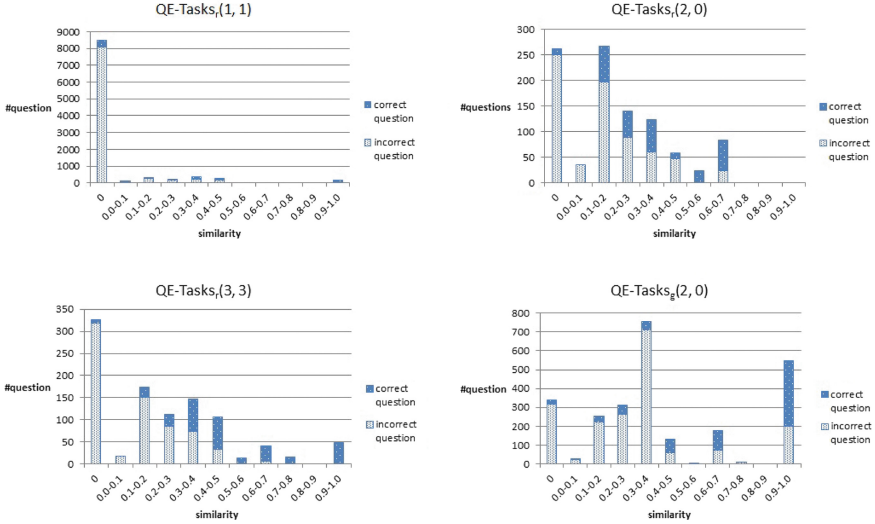 QE-Tasksr(1, 1)
9000
8000
7000
6000
5000
4000
3000
2000
1000
0
#question
correct
question
incorrect
question
0
0.0-0.1
0.1-0.2
0.2-0.3
0.3-0.4
0.4-0.5
0.5-0.6
0.6-0.7
0.7-0.8
0.8-0.9
0.9-1.0
similarity
QE-Tasksr(2, 0)
300
250
200
150
100
50
0
#questions
correct
question
incorrect
question
0
0.0-0.1
0.1-0.2
0.2-0.3
0.3-0.4
0.4-0.5
0.5-0.6
0.6-0.7
0.7-0.8
0.8-0.9
0.9-1.0
similarity
QE-Tasksr(3, 3)
350
300
250
200
150
100
50
0
#question
correct
question
incorrect
question
0
0.0-0.1
0.1-0.2
0.2-0.3
0.3-0.4
0.4-0.5
0.5-0.6
0.6-0.7
0.7-0.8
0.8-0.9
0.9-1.0
similarity
QE-Tasksg(2, 0)
800
700
600
500
400
300
200
100
0
#question
correct
question
incorrect
question
0
0.0-0.1
0.1-0.2
0.2-0.3
0.3-0.4
0.4-0.5
0.5-0.6
0.6-0.7
0.7-0.8
0.8-0.9
0.9-1.0
similarity